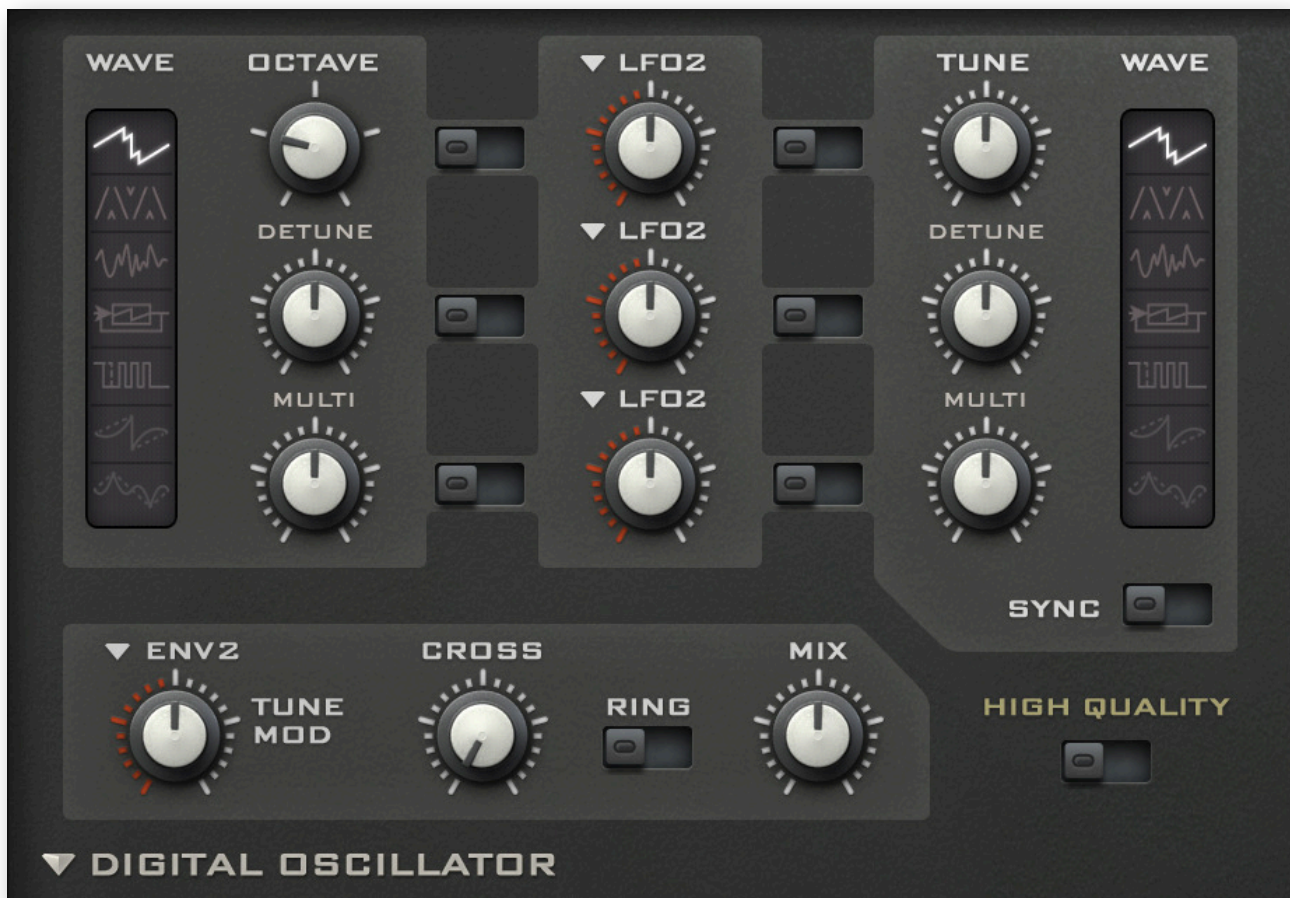 WAVE
OCTAVE
LFO2
TUNE
WAVE
DETUNE
LFO2
DETUNE
MULTI
LFO2
MULTI
SYNC
ENV2
CROSS
MIX
TUNE
MOD
RING
HIGH QUALITY
DIGITAL OSCILLATOR